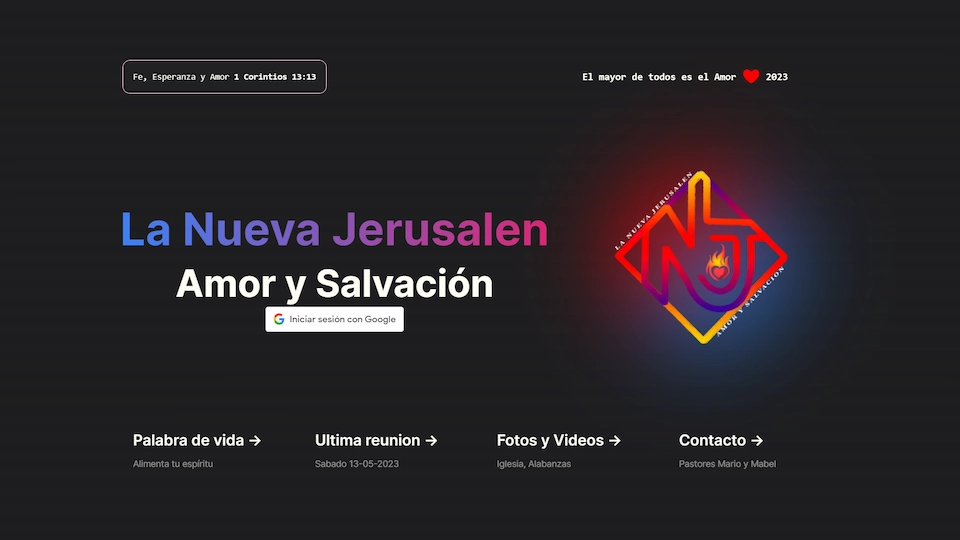 Fe, Esperanza y Amor 1 Corintios 13:13
El mayor de todos es el Amor ❤ 2023
La Nueva Jerusalen
Amor y Salvación
Iniciar sesión con Google
LA NUEVA JERUSALEN
NJ
AMOR Y SALVACIÓN
Palabra de vida →
Alimenta tu espíritu
Ultima reunion →
Sabado 13-05-2023
Fotos y Videos →
Iglesia, Alabanzas
Contacto →
Pastores Mario y Mabel